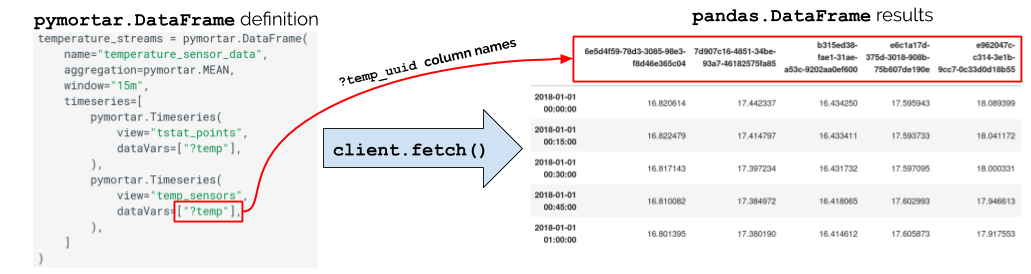 pymortar.DataFrame definition
temperature_streams = pymortar.DataFrame(
name="temperature_sensor_data",
aggregation=pymortar.MEAN,
window="15m",
timeseries=[
pymortar.Timeseries(
view="tstat_points",
dataVars=["?temp"],
),
pymortar.Timeseries(
view="temp_sensors",
dataVars=["?temp"],
),
]
)
?temp_uuid column names
client.fetch()
pandas.DataFrame results
6e5d4f59-78d3-3085-98e3-
f8d46e365c04
7d907c16-4851-34be-
93a7-46182575fa85
b315ed38-
fae1-31ae-
a53c-9202aa0ef600
e6c1a17d-
375d-3018-908b-
75b607de190e
e962047c-
c314-3e1b-
9cc7-0c33d0d18b55
2018-01-01
00:00:00
16.820614 17.442337 16.434250 17.595943 18.089399
2018-01-01
00:15:00
16.822479 17.414797 16.433411 17.593733 18.041172
2018-01-01
00:30:00
16.817143 17.397234 16.431732 17.597095 18.000331
2018-01-01
00:45:00
16.810082 17.384972 16.418065 17.602993 17.946613
2018-01-01
01:00:00
16.801395 17.380190 16.414612 17.605873 17.917553